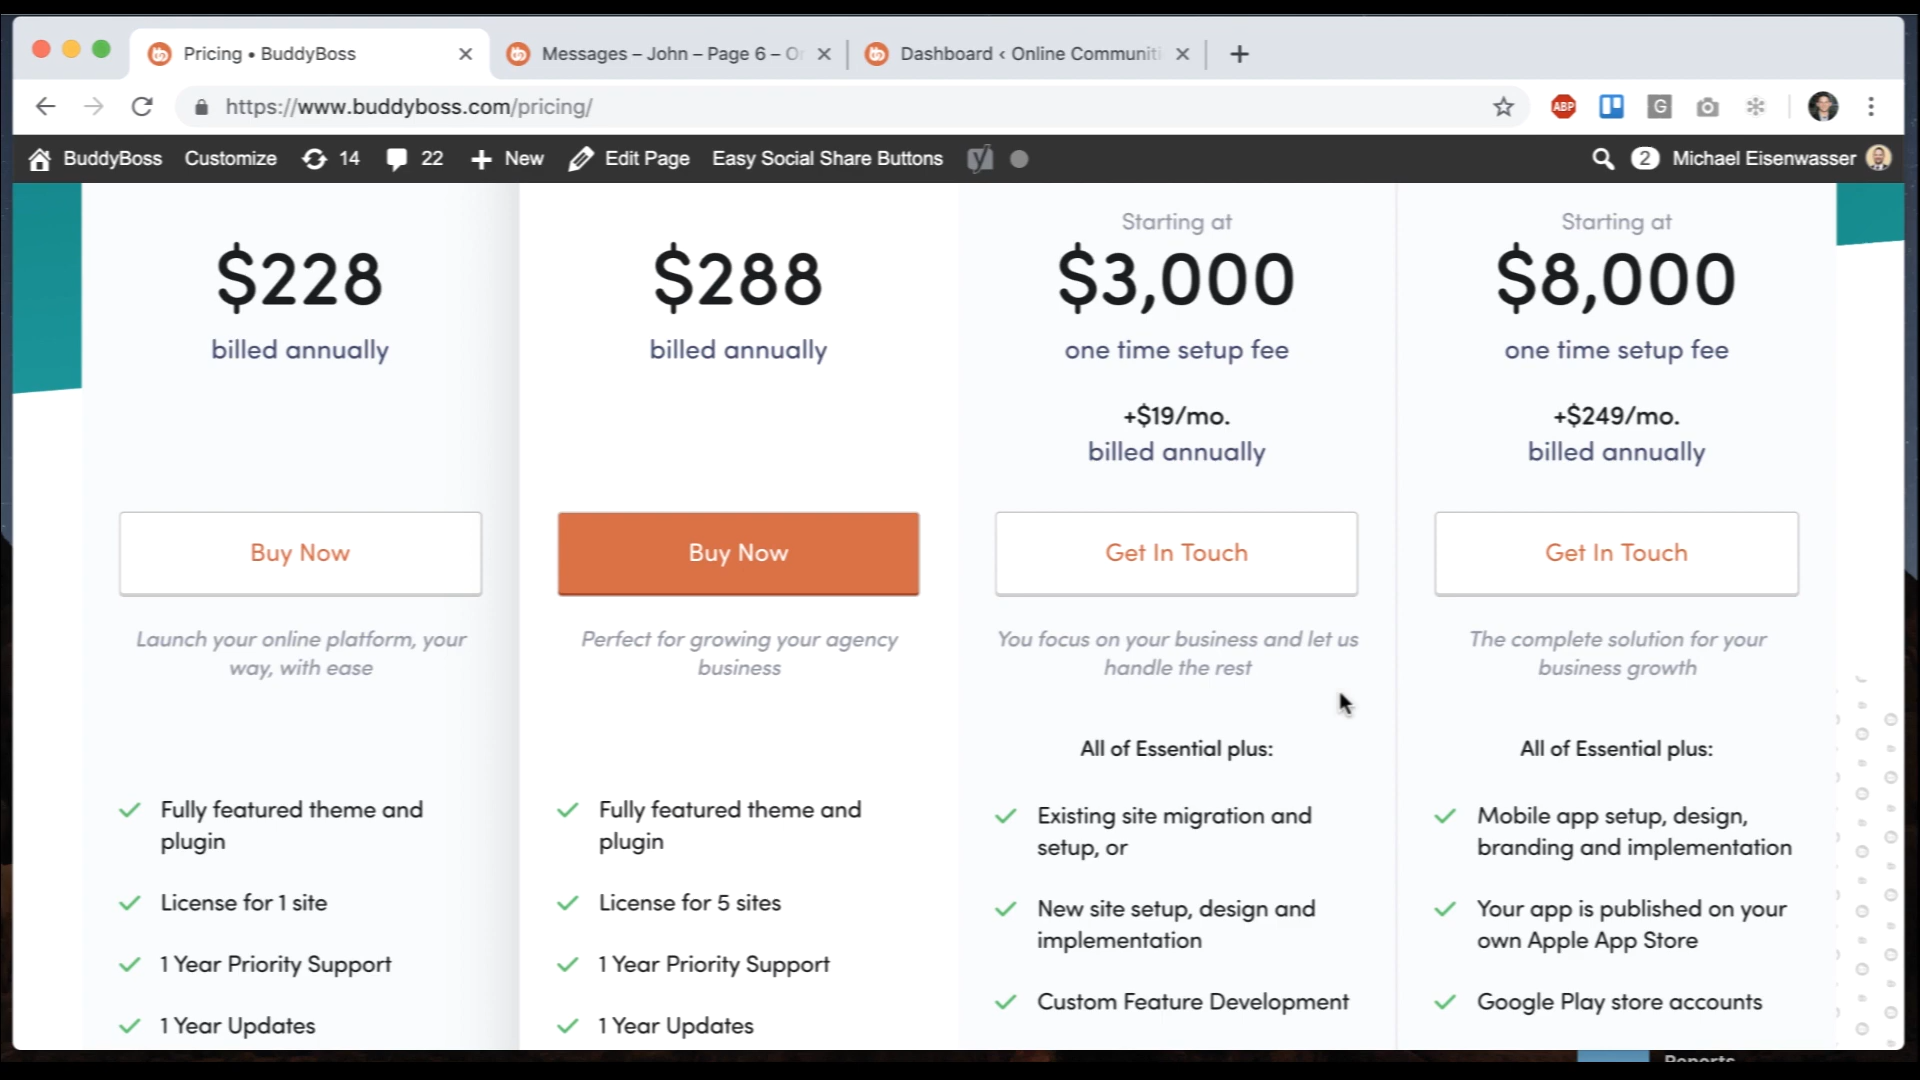 Pricing • BuddyBoss
Messages – John – Page 6 – O
Dashboard ‹ Online Communiti
https://www.buddyboss.com/pricing/
ABP
G
BuddyBoss Customize 14 22 New Edit Page Easy Social Share Buttons 2 Michael Eisenwasser
$228
billed annually
Buy Now
Launch your online platform, your
way, with ease
Fully featured theme and
plugin
License for 1 site
1 Year Priority Support
1 Year Updates
$288
billed annually
Buy Now
Perfect for growing your agency
business
Fully featured theme and
plugin
License for 5 sites
1 Year Priority Support
1 Year Updates
Starting at
$3,000
one time setup fee
+$19/mo.
billed annually
Get In Touch
You focus on your business and let us
handle the rest
All of Essential plus:
Existing site migration and
setup, or
New site setup, design and
implementation
Custom Feature Development
Starting at
$8,000
one time setup fee
+$249/mo.
billed annually
Get In Touch
The complete solution for your
business growth
All of Essential plus:
Mobile app setup, design,
branding and implementation
Your app is published on your
own Apple App Store
Google Play store accounts
Reports